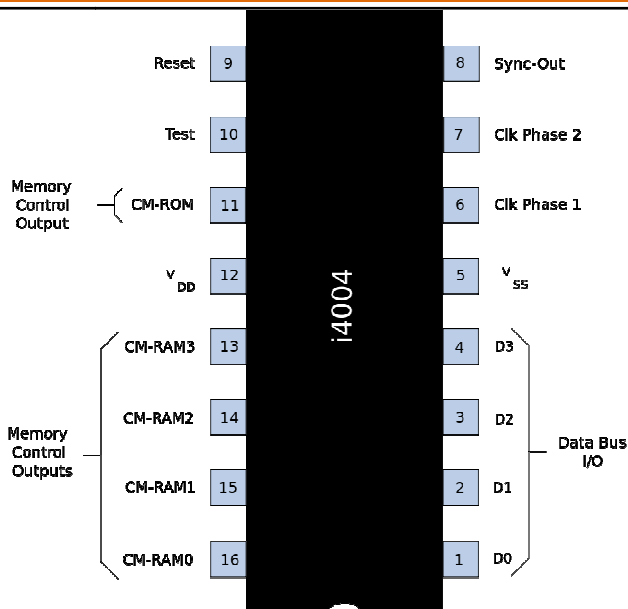 Reset 9 8 Sync-Out
Test 10 7 Clk Phase 2
Memory
Control
Output
CM-ROM 11 6 Clk Phase 1
VDD 12 5 VSS
i4004
CM-RAM3 13 4 D3
CM-RAM2 14 3 D2
Memory
Control
Outputs
Data Bus
I/O
CM-RAM1 15 2 D1
CM-RAM0 16 1 D0